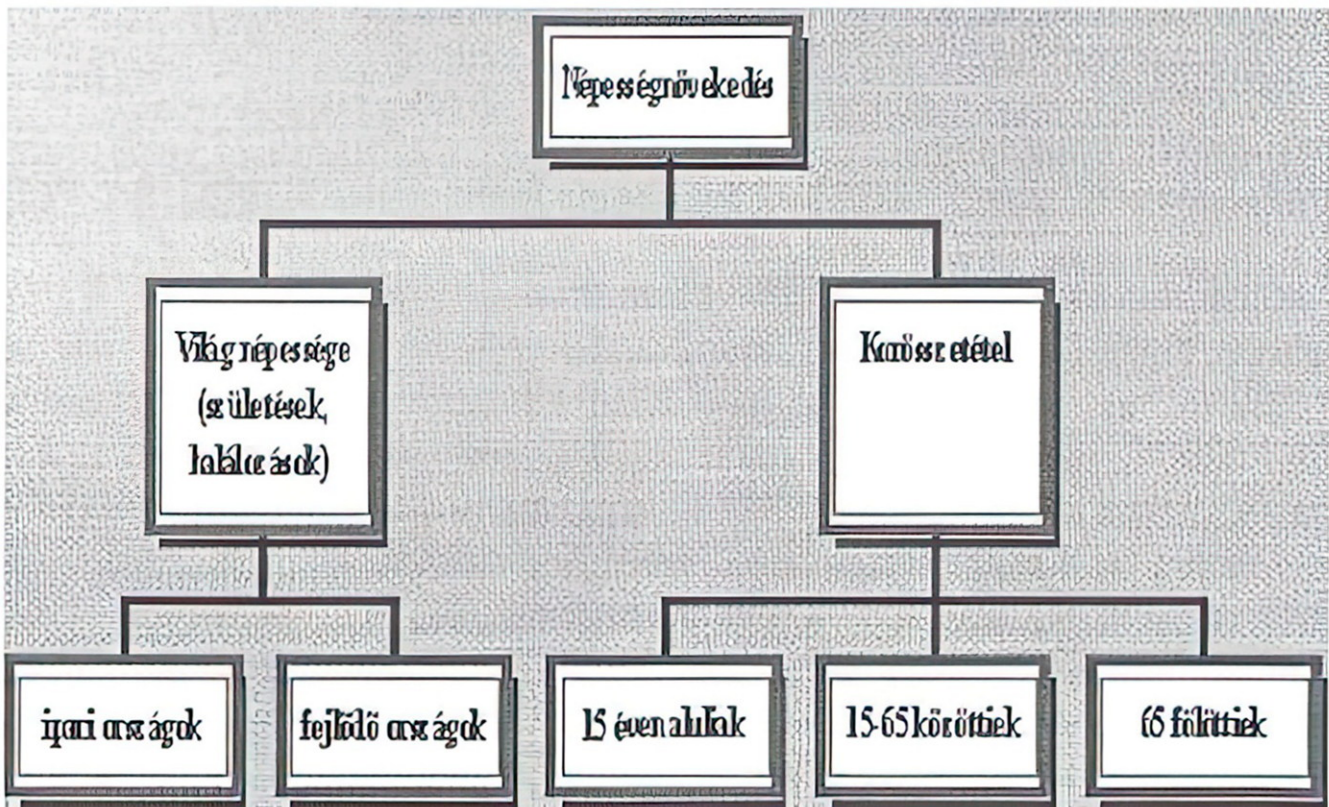 Népességnövekedés
Világ népessége
(születések,
halálozások)
Korösszetétel
ipari országok
fejlődő országok
15 éven aluliak
15-65 közöttiek
65 fölöttiek